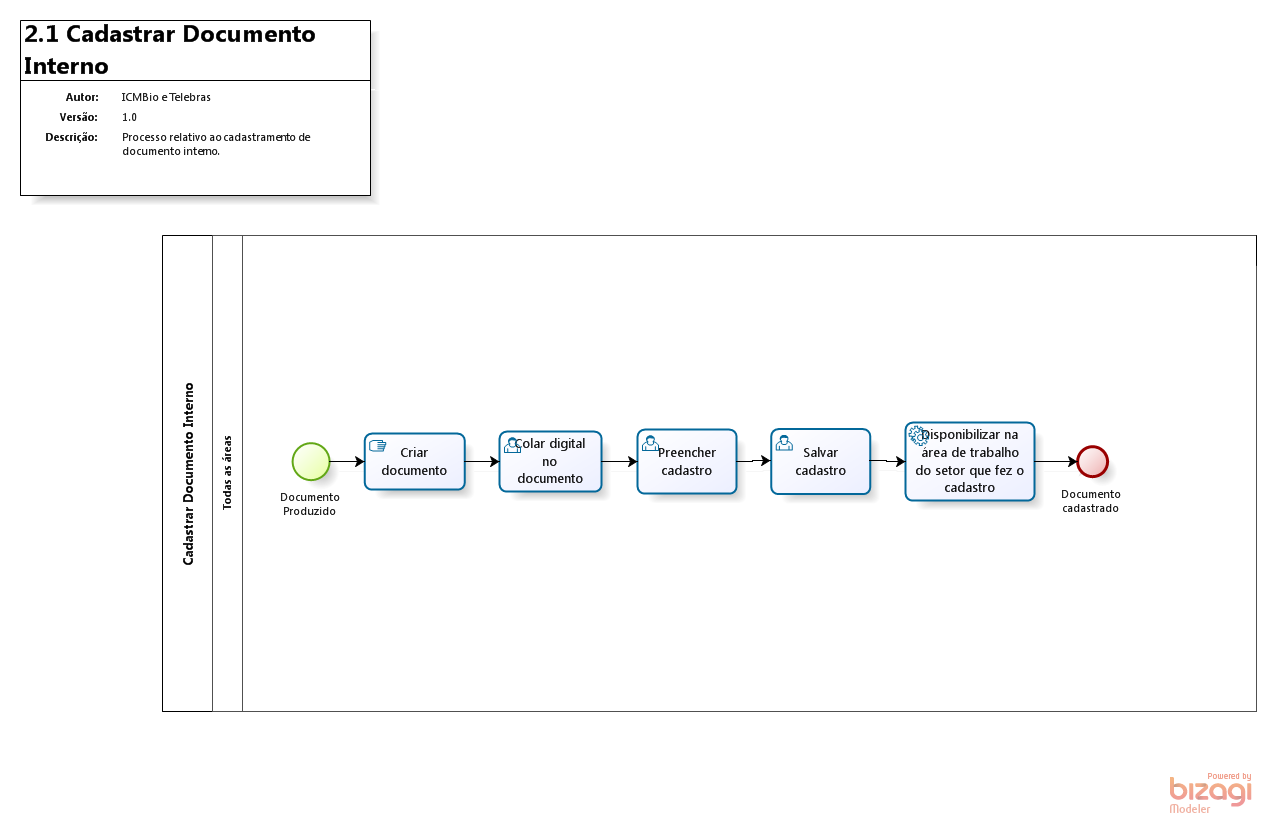 2.1 Cadastrar Documento
Interno
Autor: ICMBio e Telebras
Versão: 1.0
Descrição: Processo relativo ao cadastramento de
documento interno.
Cadastrar Documento Interno
Todas as áreas
Documento
Produzido
Criar
documento
Colar digital
no
documento
Preencher
cadastro
Salvar
cadastro
Disponibilizar na
área de trabalho
do setor que fez o
cadastro
Documento
cadastrado
Powered by
bizagi
Modeler